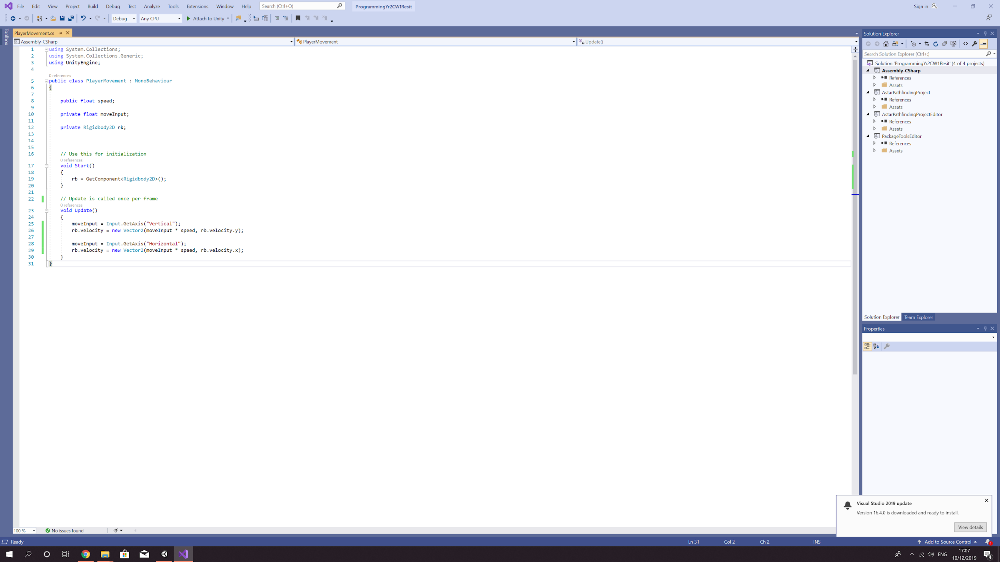 File Edit View Project Build Debug Test Analyze Tools Extensions Window Help Search (Ctrl+Q) ProgrammingYr2CW1Resit Sign in
Debug Any CPU Attach to Unity
Toolbox
PlayerMovement.cs
Assembly-CSharp PlayerMovement Update()
1 using System.Collections;
2 using System.Collections.Generic;
3 using UnityEngine;
4
0 references
5 public class PlayerMovement : MonoBehaviour
6 {
7
8 public float speed;
9
10 private float moveInput;
11
12 private Rigidbody2D rb;
13
14
15
16 // Use this for initialization
0 references
17 void Start()
18 {
19 rb = GetComponent<Rigidbody2D>();
20 }
21
22 // Update is called once per frame
0 references
23 void Update()
24 {
25 moveInput = Input.GetAxis("Vertical");
26 rb.velocity = new Vector2(moveInput * speed, rb.velocity.y);
27
28 moveInput = Input.GetAxis("Horizontal");
29 rb.velocity = new Vector2(moveInput * speed, rb.velocity.x);
30 }
31 }
Solution Explorer
Search Solution Explorer (Ctrl+;)
Solution 'ProgrammingYr2CW1Resit' (4 of 4 projects)
Assembly-CSharp
References
Assets
AstarPathfindingProject
References
Assets
AstarPathfindingProjectEditor
References
Assets
PackageToolsEditor
References
Assets
Solution Explorer Team Explorer
Properties
Visual Studio 2019 update
Version 16.4.0 is downloaded and ready to install.
View details
100 % No issues found
Ready Ln 31 Col 2 Ch 2 INS Add to Source Control 1
ENG 17:07
10/12/2019 4